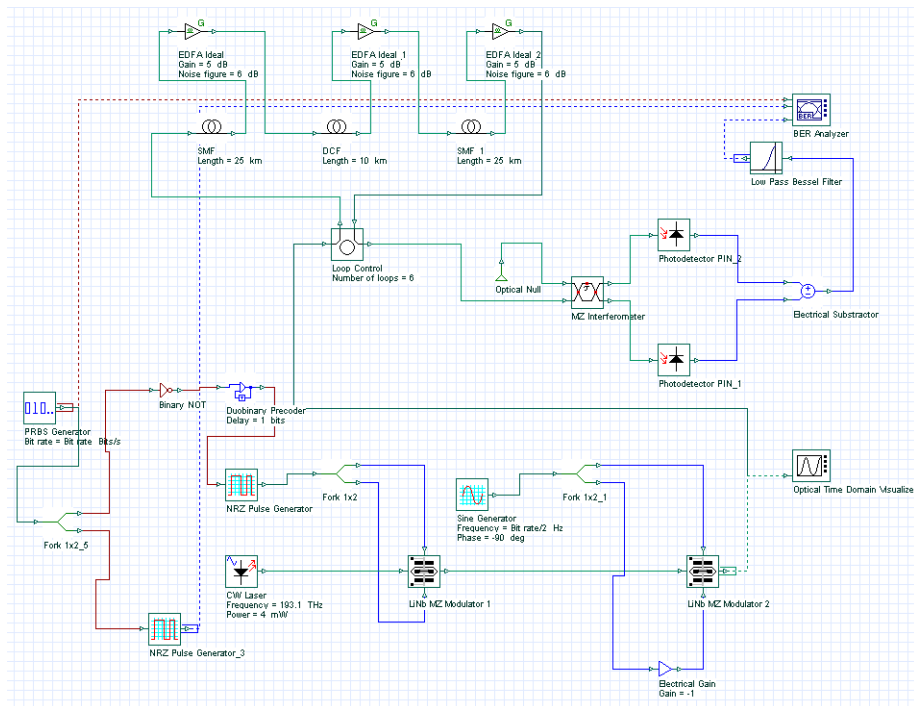 G
G
G
EDFA Ideal
Gain = 5 dB
Noise figure = 6 dB
EDFA Ideal_1
Gain = 5 dB
Noise figure = 6 dB
EDFA Ideal_2
Gain = 5 dB
Noise figure = 6 dB
BER
BER Analyzer
SMF
Length = 25 km
DCF
Length = 10 km
SMF_1
Length = 25 km
Low Pass Bessel Filter
Loop Control
Number of loops = 6
Photodetector PIN_2
Optical Null
MZ Interferometer
Electrical Substractor
Photodetector PIN_1
Binary NOT
Duobinary Precoder
Delay = 1 bits
PRBS Generator
Bit rate = Bit rate Bits/s
NRZ Pulse Generator
Fork 1x2
Sine Generator
Frequency = Bit rate/2 Hz
Phase = -90 deg
Fork 1x2_1
Optical Time Domain Visualize
Fork 1x2_5
CW Laser
Frequency = 193.1 THz
Power = 4 mW
LiNb MZ Modulator 1
LiNb MZ Modulator 2
NRZ Pulse Generator_3
Electrical Gain
Gain = -1